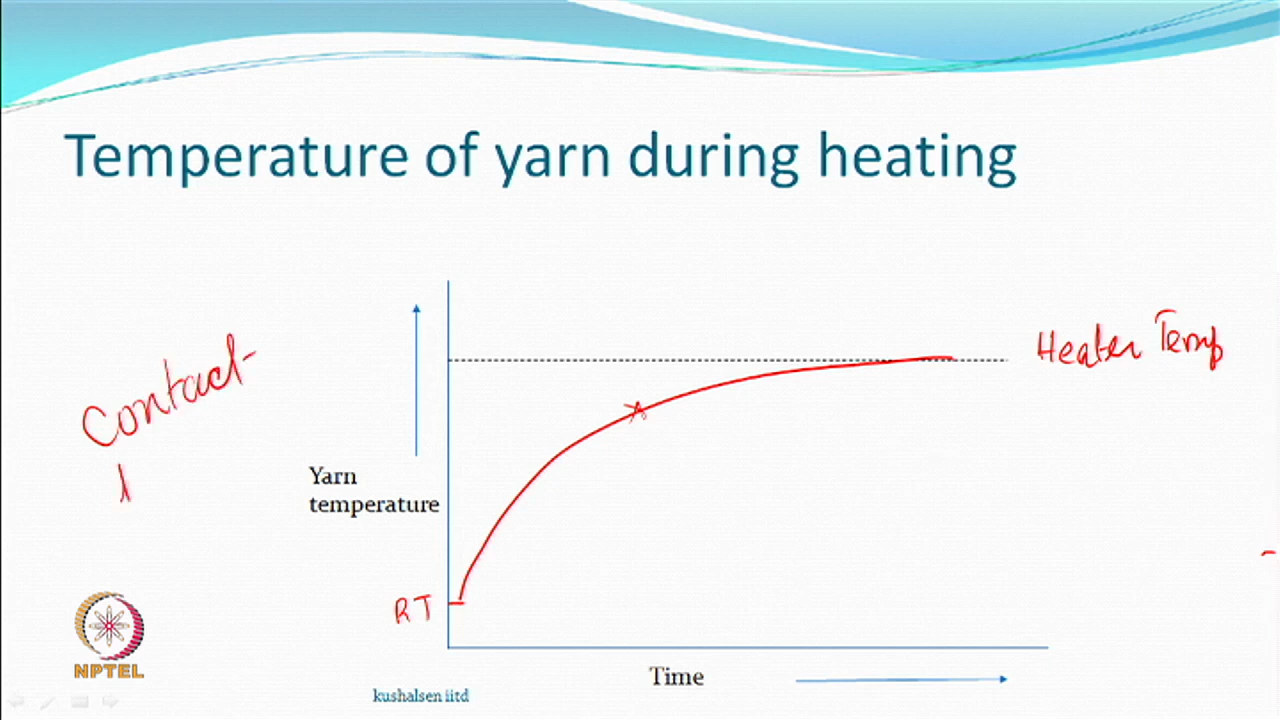 Temperature of yarn during heating
Heater Temp
Contact
Yarn
temperature
RT
Time
NPTEL
kushalsen iitd